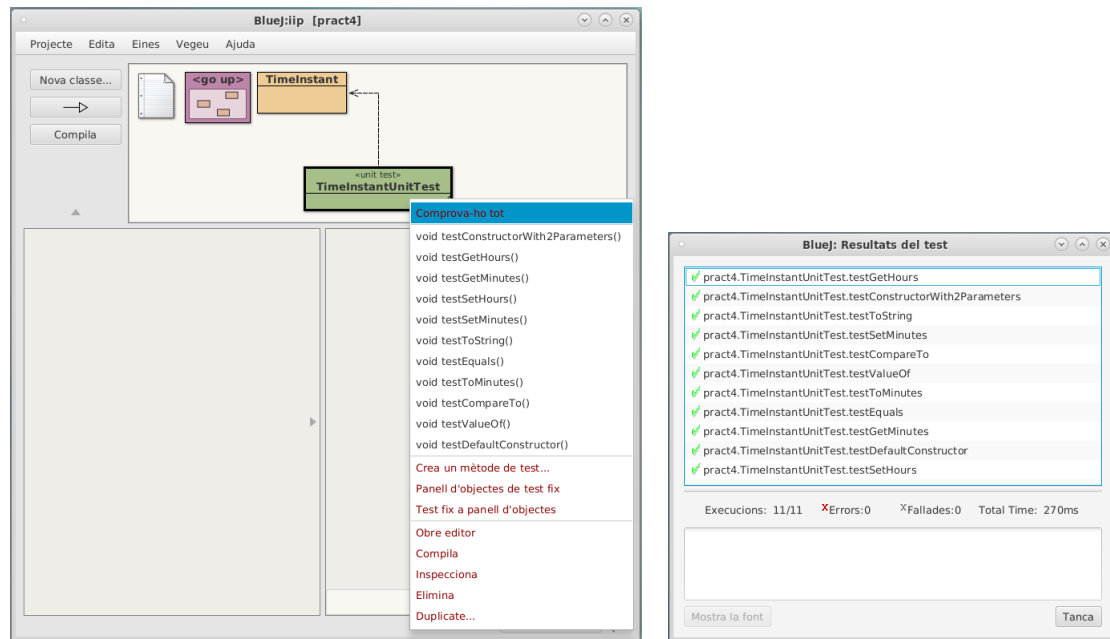 BlueJ:iip [pract4]
Projecte Edita Eines Vegeu Ajuda
Nova classe...
Compila
<go up>
TimeInstant
«unit test»
TimeInstantUnitTest
Comprova-ho tot
void testConstructorWith2Parameters()
void testGetHours()
void testGetMinutes()
void testSetHours()
void testSetMinutes()
void testToString()
void testEquals()
void testToMinutes()
void testCompareTo()
void testValueOf()
void testDefaultConstructor()
Crea un mètode de test...
Panell d'objectes de test fix
Test fix a panell d'objectes
Obre editor
Compila
Inspecciona
Elimina
Duplicate...
BlueJ: Resultats del test
pract4.TimeInstantUnitTest.testGetHours
pract4.TimeInstantUnitTest.testConstructorWith2Parameters
pract4.TimeInstantUnitTest.testToString
pract4.TimeInstantUnitTest.testSetMinutes
pract4.TimeInstantUnitTest.testCompareTo
pract4.TimeInstantUnitTest.testValueOf
pract4.TimeInstantUnitTest.testToMinutes
pract4.TimeInstantUnitTest.testEquals
pract4.TimeInstantUnitTest.testGetMinutes
pract4.TimeInstantUnitTest.testDefaultConstructor
pract4.TimeInstantUnitTest.testSetHours
Execucions: 11/11 xErrors:0 xFallades:0 Total Time: 270ms
Mostra la font Tanca